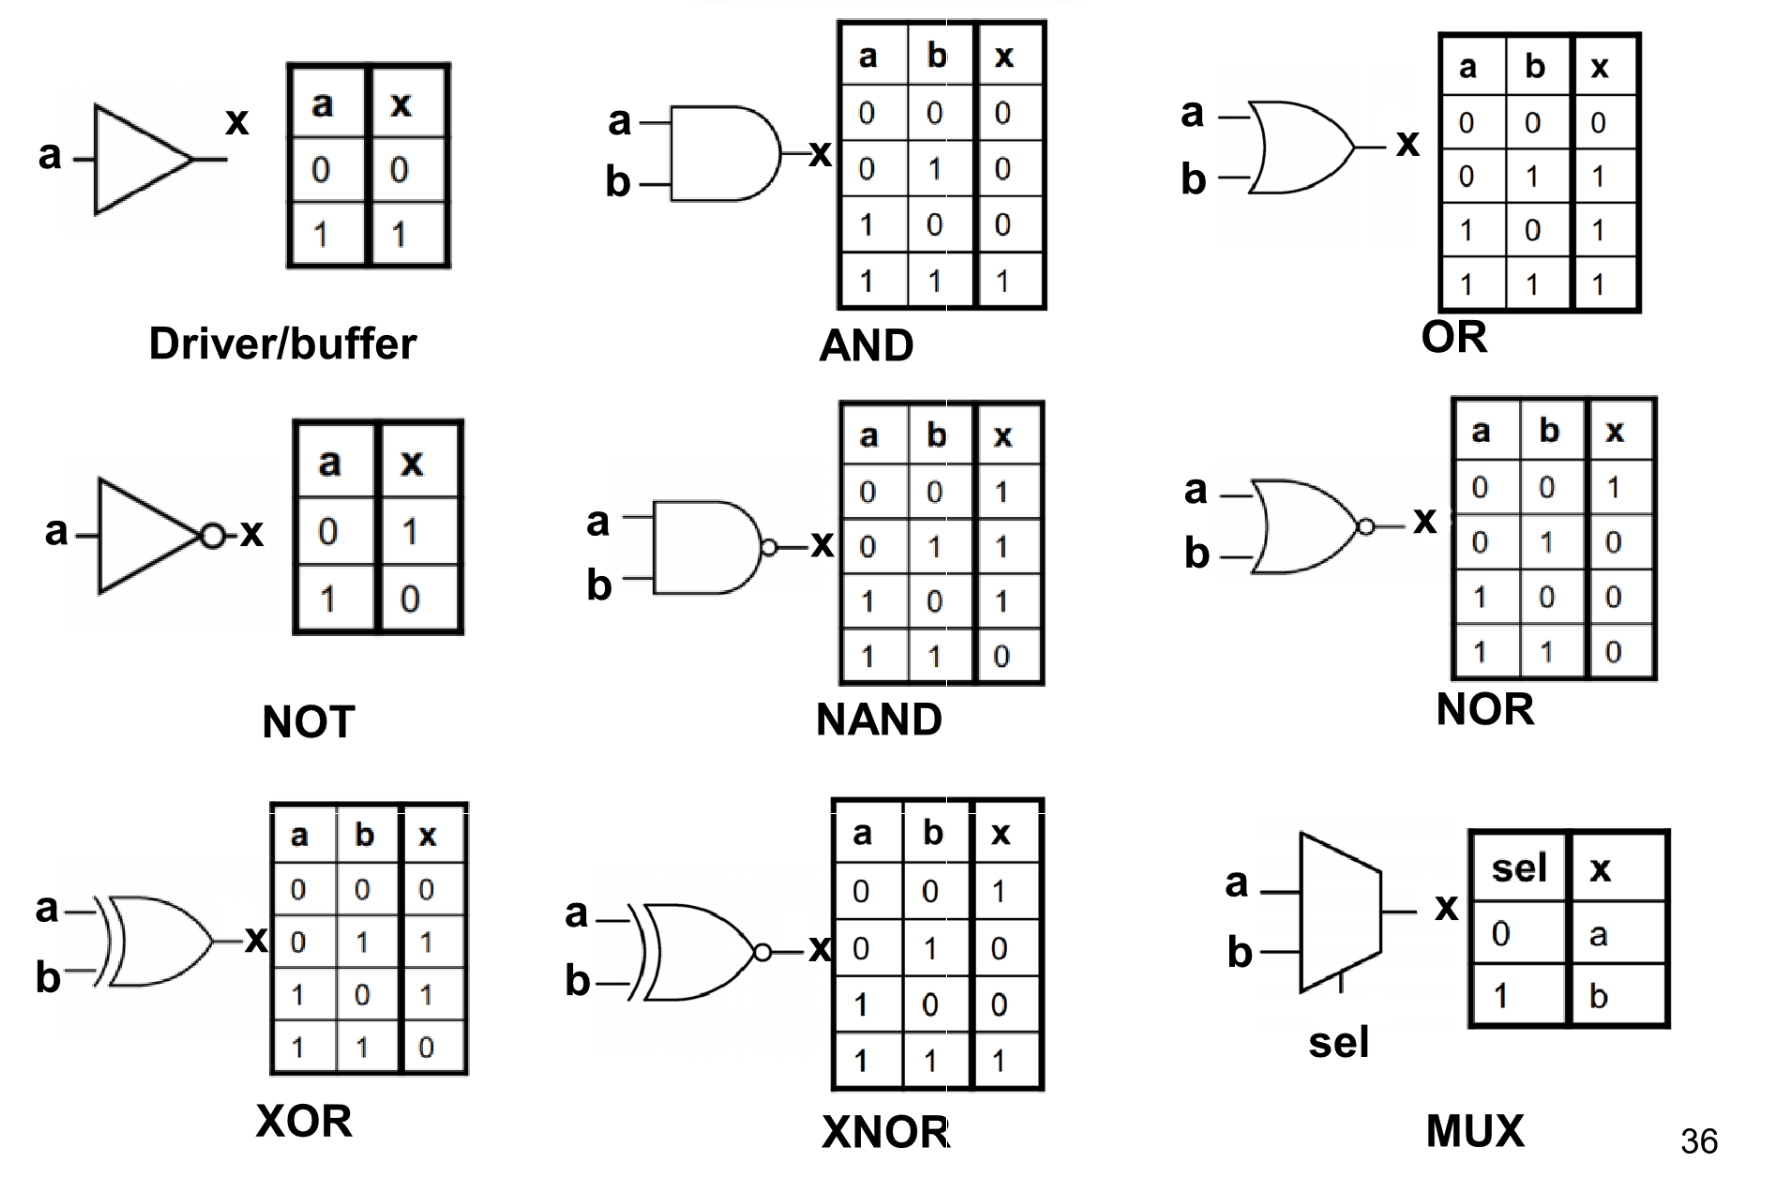 a
x
a x
0 0
1 1
Driver/buffer
a
b
x
a b x
0 0 0
0 1 0
1 0 0
1 1 1
AND
a
b
x
a b x
0 0 0
0 1 1
1 0 1
1 1 1
OR
a
x
a x
0 1
1 0
NOT
a
b
x
a b x
0 0 1
0 1 1
1 0 1
1 1 0
NAND
a
b
x
a b x
0 0 1
0 1 0
1 0 0
1 1 0
NOR
a
b
x
a b x
0 0 0
0 1 1
1 0 1
1 1 0
XOR
a
b
x
a b x
0 0 1
0 1 0
1 0 0
1 1 1
XNOR
a
b
x
sel
sel x
0 a
1 b
MUX
36